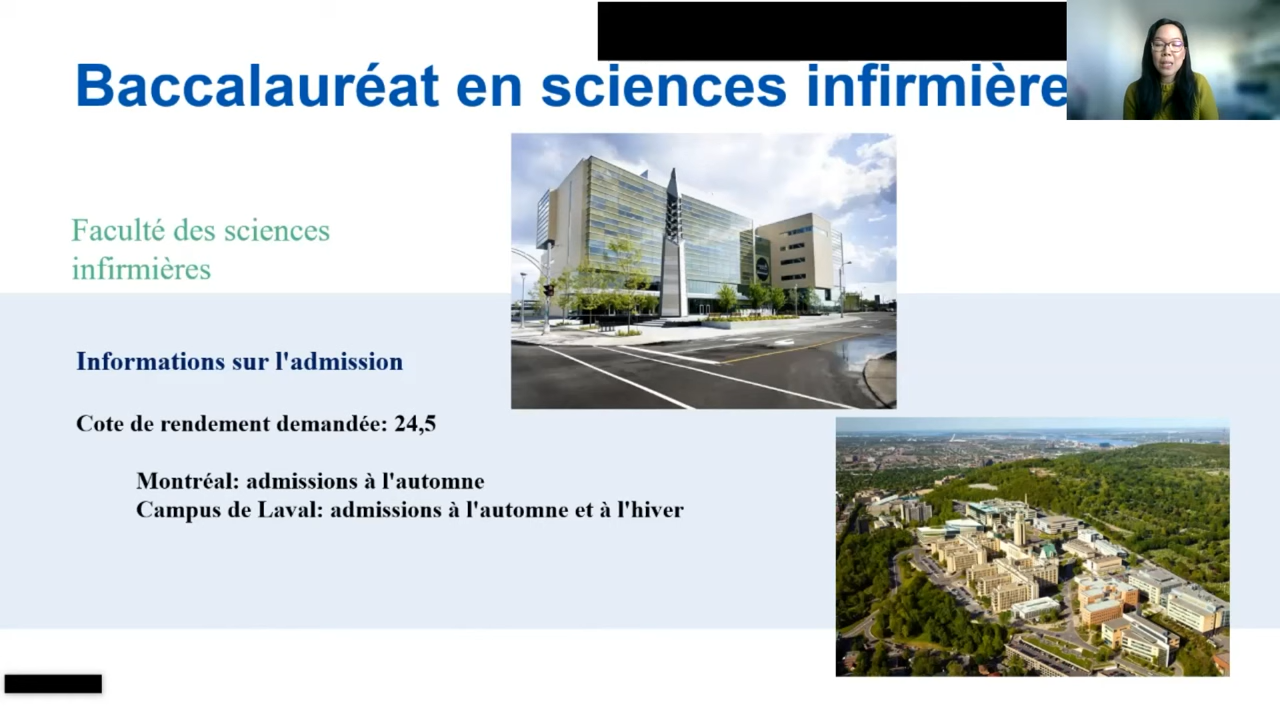 Baccalauréat en sciences infirmière
Faculté des sciences
infirmières
Informations sur l'admission
Cote de rendement demandée: 24,5
Montréal: admissions à l'automne
Campus de Laval: admissions à l'automne et à l'hiver